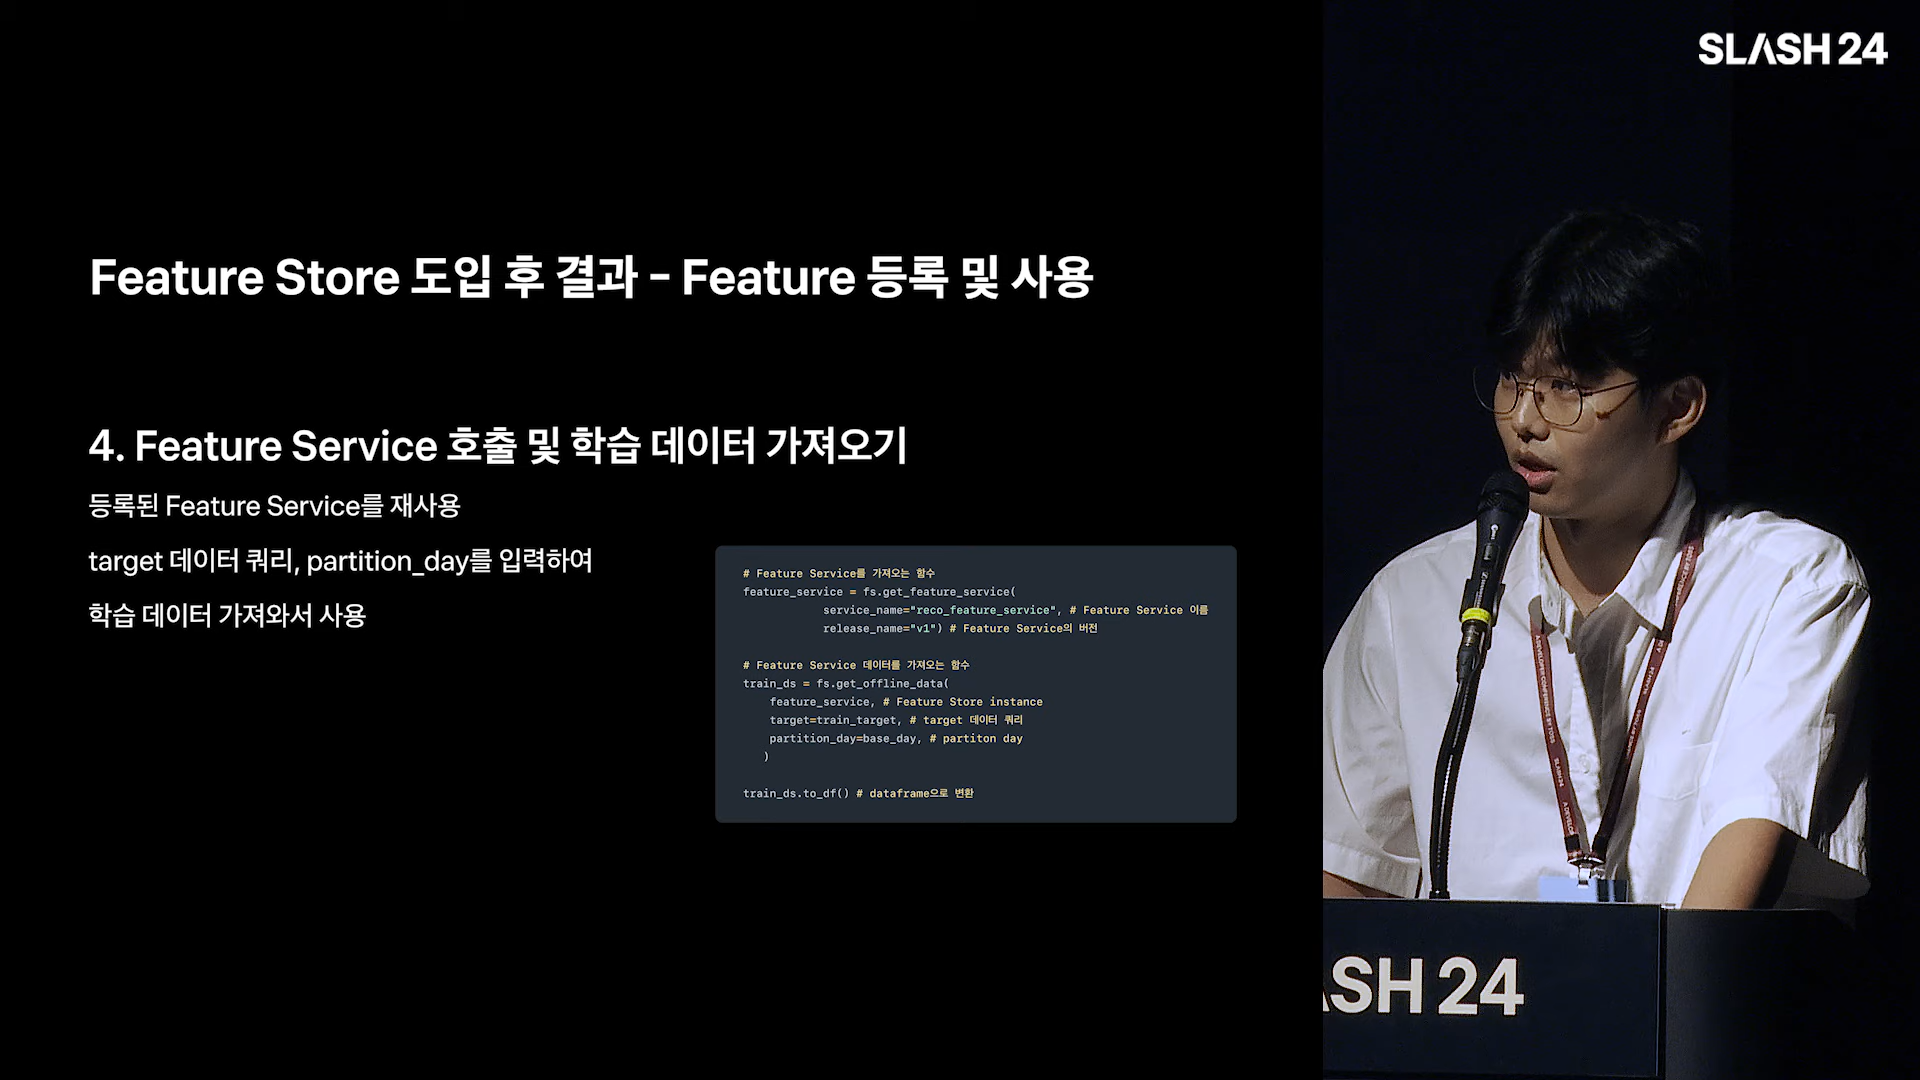 SLASH 24
Feature Store 도입 후 결과 - Feature 등록 및 사용
4. Feature Service 호출 및 학습 데이터 가져오기
등록된 Feature Service를 재사용
target 데이터 쿼리, partition_day를 입력하여
학습 데이터 가져와서 사용
# Feature Service를 가져오는 함수
feature_service = fs.get_feature_service(
service_name="reco_feature_service", # Feature Service 이름
release_name="v1") # Feature Service의 버전
# Feature Service 데이터를 가져오는 함수
train_ds = fs.get_offline_data(
feature_service, # Feature Store instance
target=train_target, # target 데이터 쿼리
partition_day=base_day, # partiton day
)
train_ds.to_df() # dataframe으로 변환
ASH 24